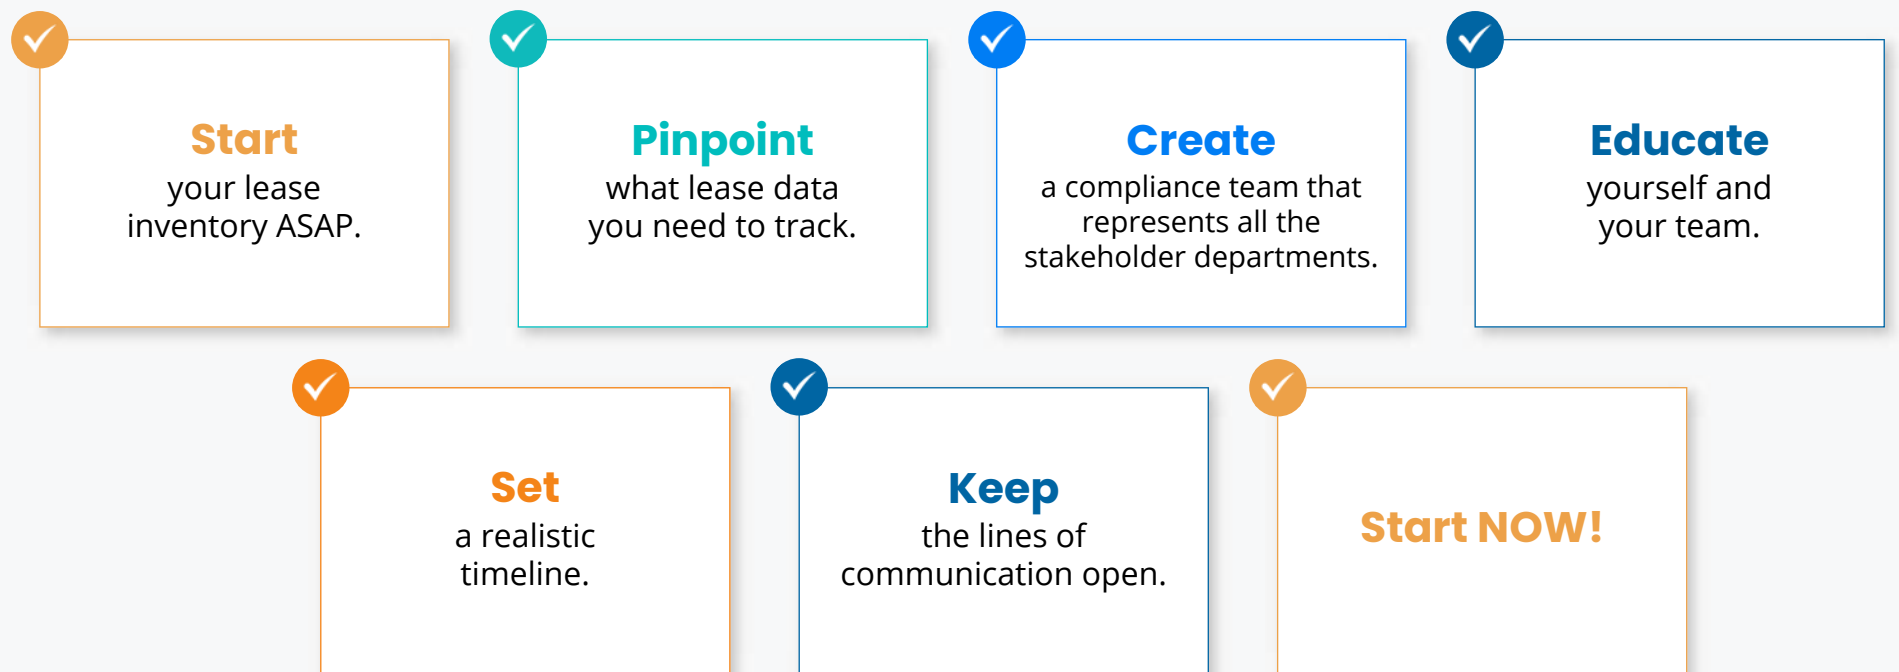 Start
your lease
inventory ASAP.
Pinpoint
what lease data
you need to track.
Create
a compliance team that
represents all the
stakeholder departments.
Educate
yourself and
your team.
Set
a realistic
timeline.
Keep
the lines of
communication open.
Start NOW!